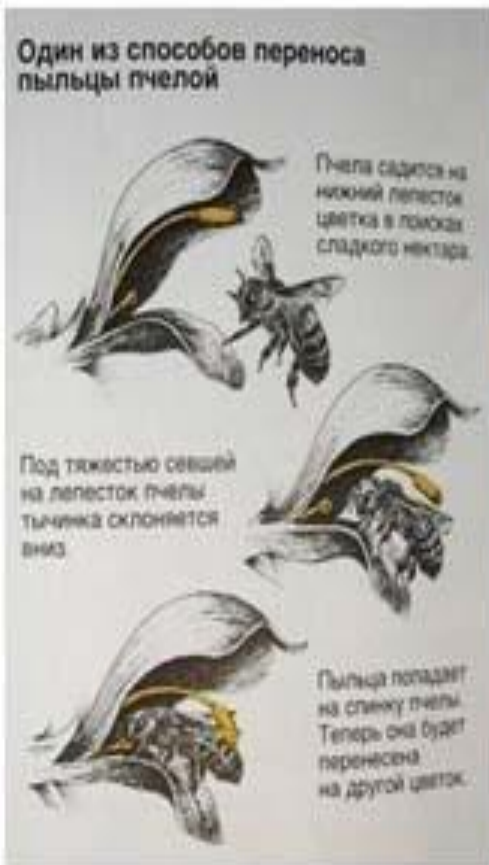 Один из способов переноса
пыльцы пчелой
Пчела садится на
нижний лепесток
цветка в поисках
сладкого нектара.
Под тяжестью севшей
на лепесток пчелы
тычинка склоняется
вниз
Пыльца попадает
на спинку пчелы.
Теперь она будет
перенесена
на другой цветок.